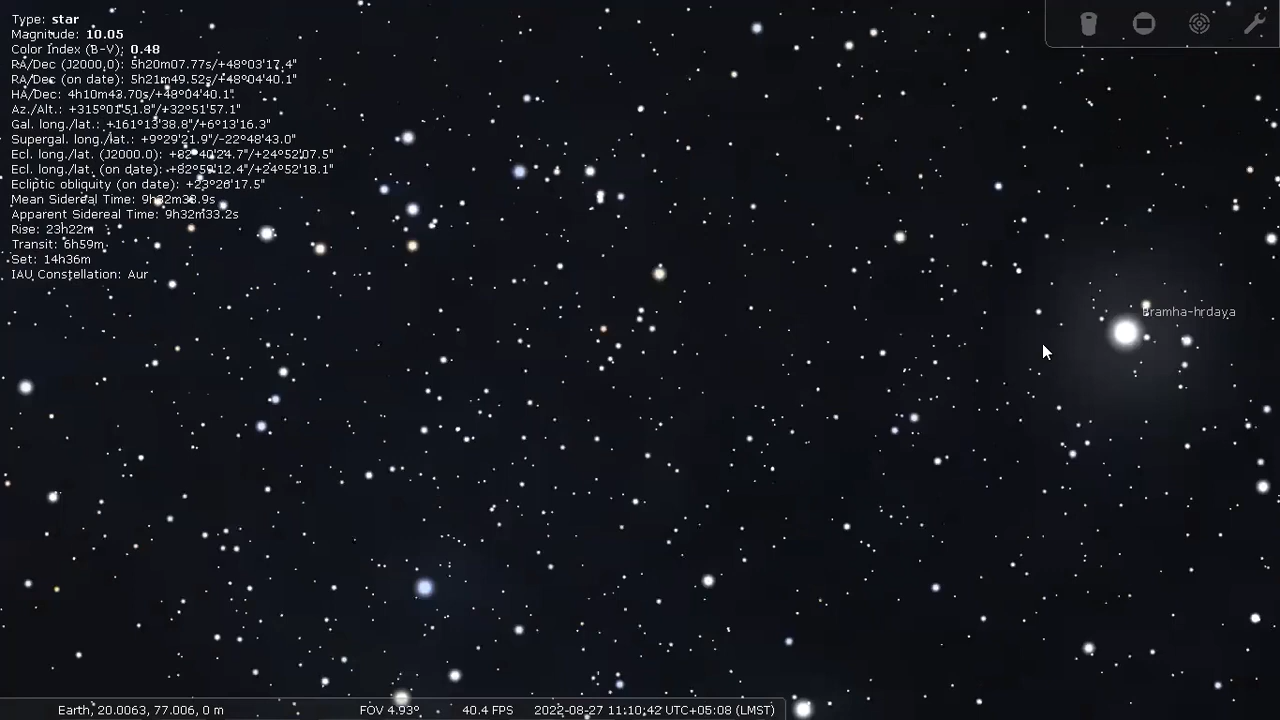 Type: star
Magnitude: 10.05
Color Index (B-V): 0.48
RA/Dec (J2000.0): 5h20m07.77s/+48°03'17.4"
RA/Dec (on date): 5h21m49.52s/+48°04'40.1"
HA/Dec: 4h10m43.70s/+48°04'40.1"
Az./Alt.: +315°01'51.8"/+32°51'57.1"
Gal. long./lat.: +161°13'38.8"/+6°13'16.3"
Supergal. long./lat.: +9°29'21.9"/-22°48'43.0"
Ecl. long./lat. (J2000.0): +82°40'24.7"/+24°52'07.5"
Ecl. long./lat. (on date): +82°59'12.4"/+24°52'18.1"
Ecliptic obliquity (on date): +23°26'17.5"
Mean Sidereal Time: 9h32m33.9s
Apparent Sidereal Time: 9h32m33.2s
Rise: 23h22m
Transit: 6h59m
Set: 14h36m
IAU Constellation: Aur
Bramha-hrdaya
Earth, 20.0063, 77.006, 0 m FOV 4.93° 40.4 FPS 2022-08-27 11:10:42 UTC+05:08 (LMST)